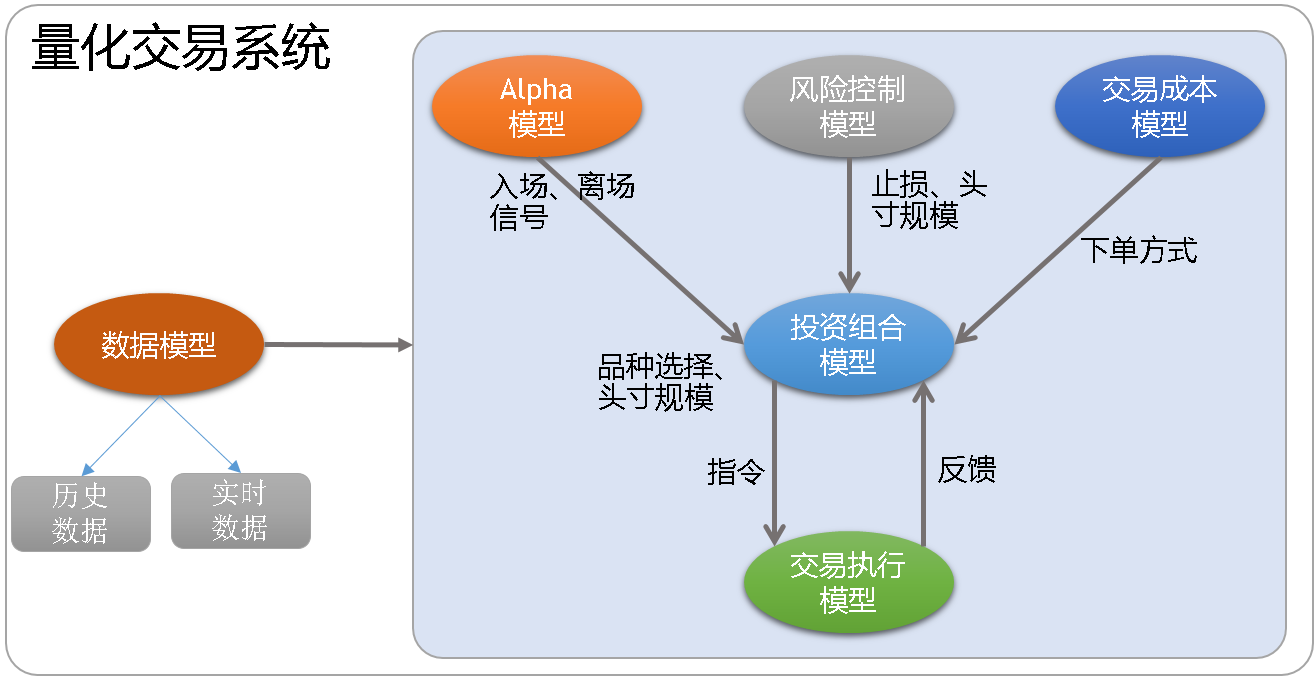 量化交易系统
Alpha
模型
风险控制
模型
交易成本
模型
入场、离场
信号
止损、头
寸规模
下单方式
数据模型
投资组合
模型
品种选择、
头寸规模
指令
反馈
历史
数据
实时
数据
交易执行
模型